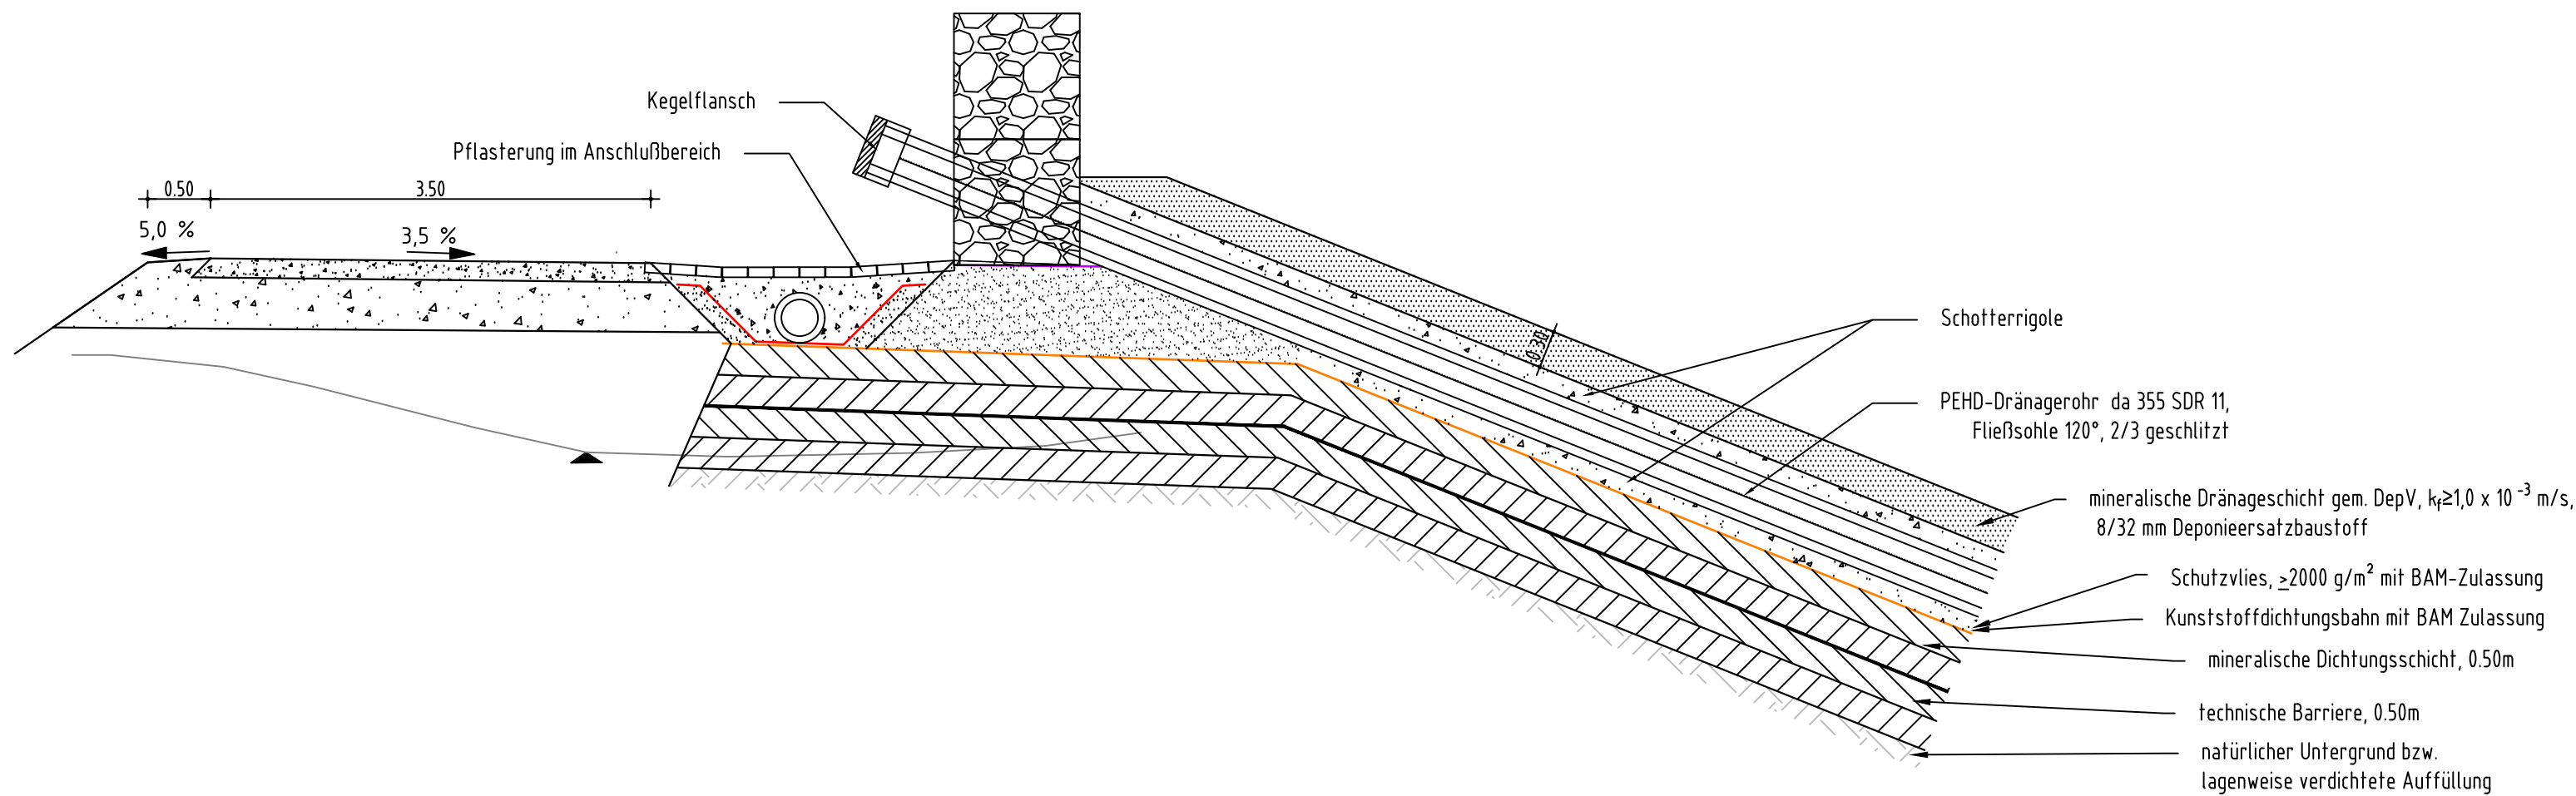 Kegelflansch
Pflasterung im Anschlußbereich
0.50
3.50
5,0 %
3,5 %
0.30
Schotterrigole
PEHD-Dränagerohr da 355 SDR 11,
Fließsohle 120°, 2/3 geschlitzt
mineralische Dränageschicht gem. DepV, kf≥1,0 x 10⁻³ m/s,
8/32 mm Deponieersatzbaustoff
Schutzvlies, ≥2000 g/m² mit BAM-Zulassung
Kunststoffdichtungsbahn mit BAM Zulassung
mineralische Dichtungsschicht, 0.50m
technische Barriere, 0.50m
natürlicher Untergrund bzw.
lagenweise verdichtete Auffüllung